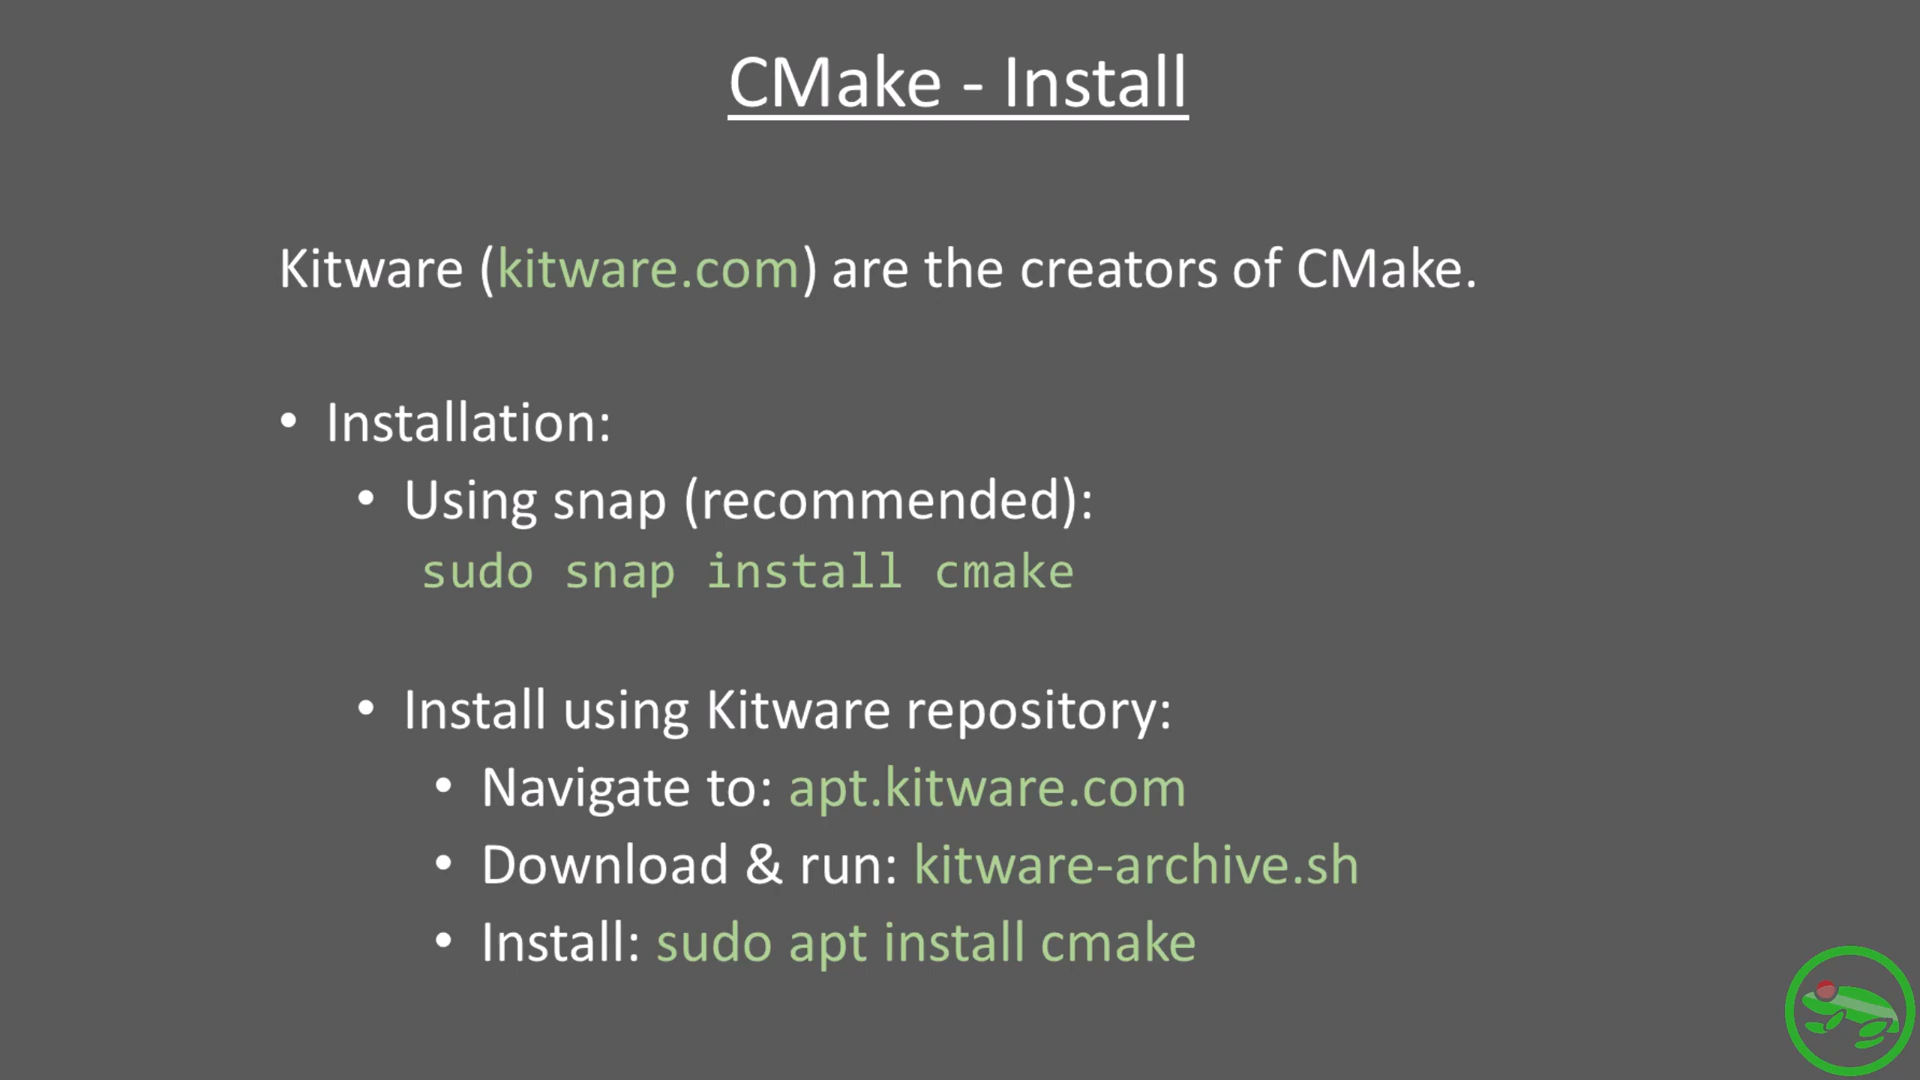 CMake - Install
Kitware (kitware.com) are the creators of CMake.
• Installation:
• Using snap (recommended):
sudo snap install cmake
• Install using Kitware repository:
• Navigate to: apt.kitware.com
• Download & run: kitware-archive.sh
• Install: sudo apt install cmake